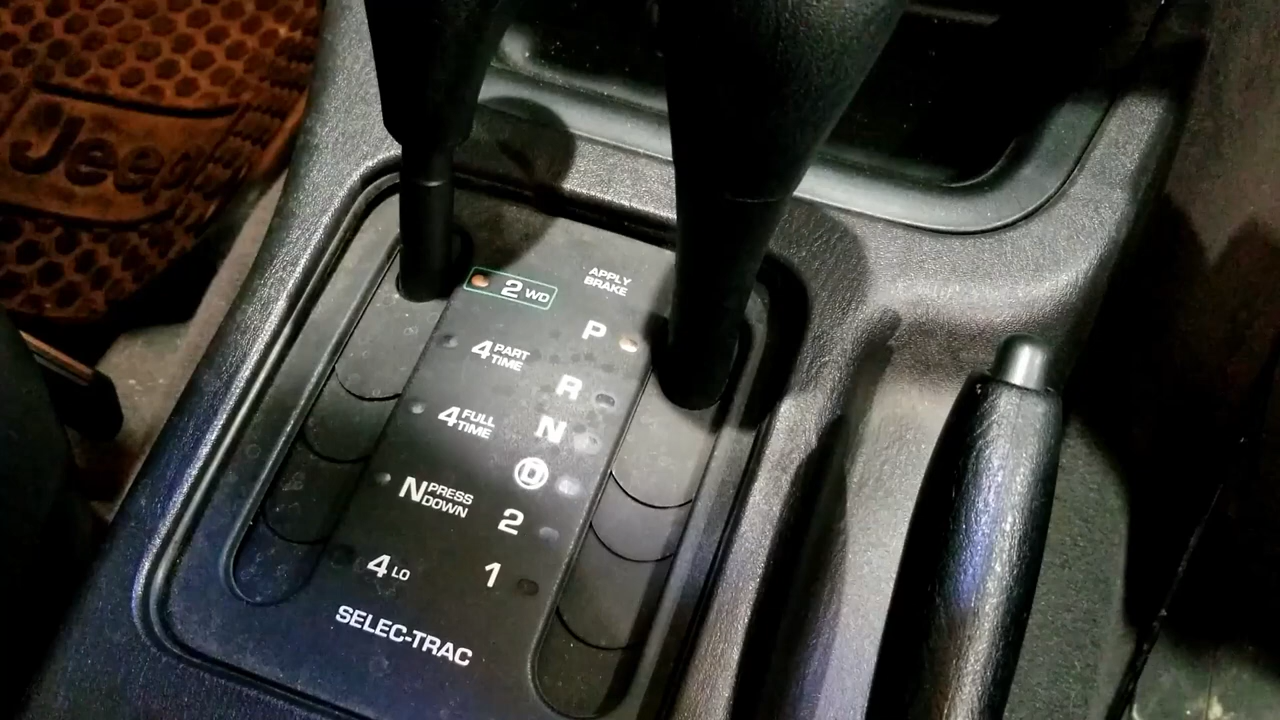 Jeep
2 WD
APPLY
BRAKE
P
4 PART
TIME
R
4 FULL
TIME
N
D
N PRESS
DOWN
2
4 LO
1
SELEC-TRAC